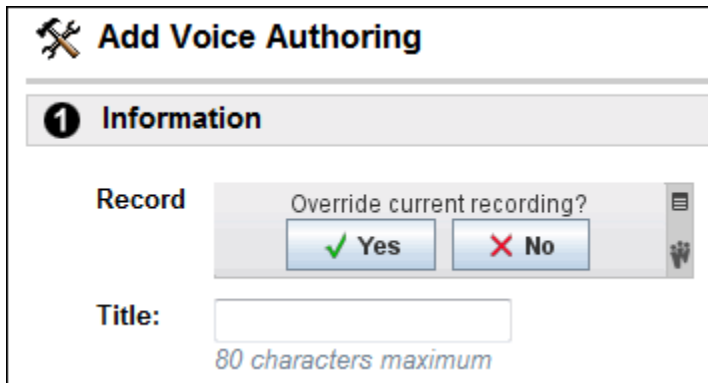 Add Voice Authoring
1 Information
Record
Override current recording?
Yes No
Title:
80 characters maximum